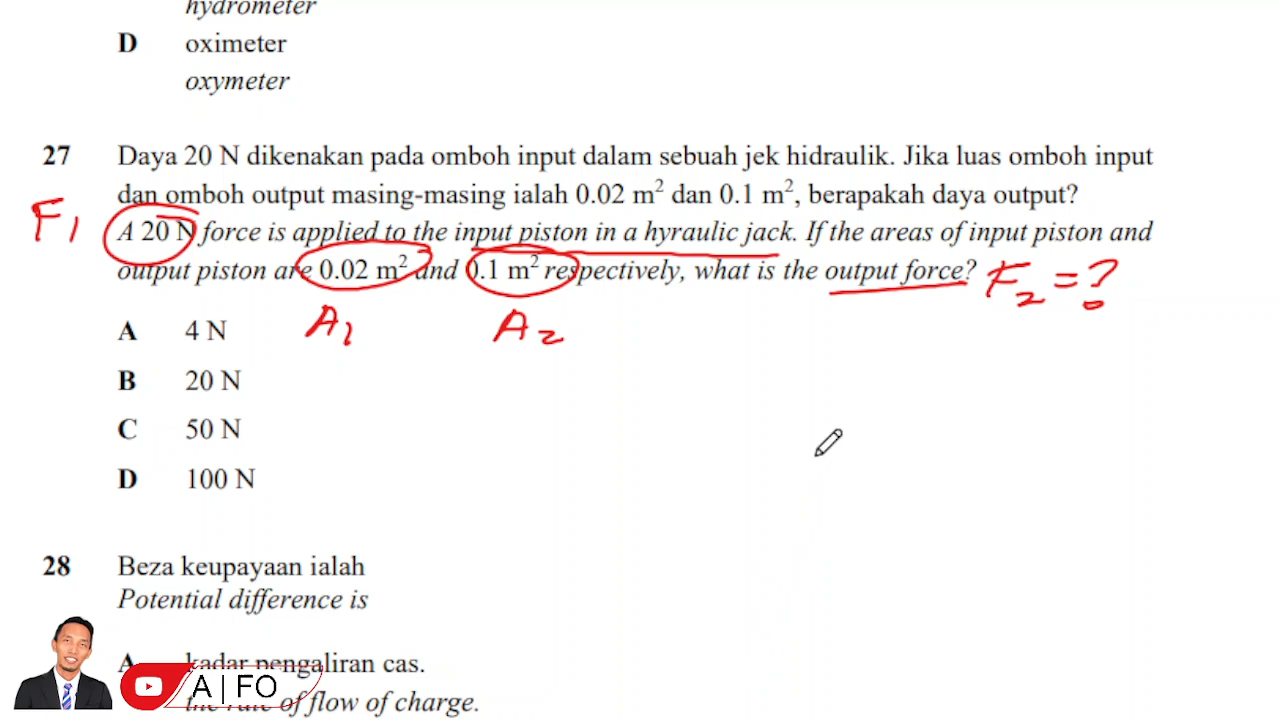 hydrometer
D oximeter
oxymeter
27 Daya 20 N dikenakan pada omboh input dalam sebuah jek hidraulik. Jika luas omboh input
dan omboh output masing-masing ialah 0.02 m² dan 0.1 m², berapakah daya output?
F1 A 20 N force is applied to the input piston in a hyraulic jack. If the areas of input piston and
output piston are 0.02 m² and 0.1 m² respectively, what is the output force? F2 = ?
A1 A2
A 4 N
B 20 N
C 50 N
D 100 N
28 Beza keupayaan ialah
Potential difference is
A kadar pengaliran cas.
A | FO
the rate of flow of charge.